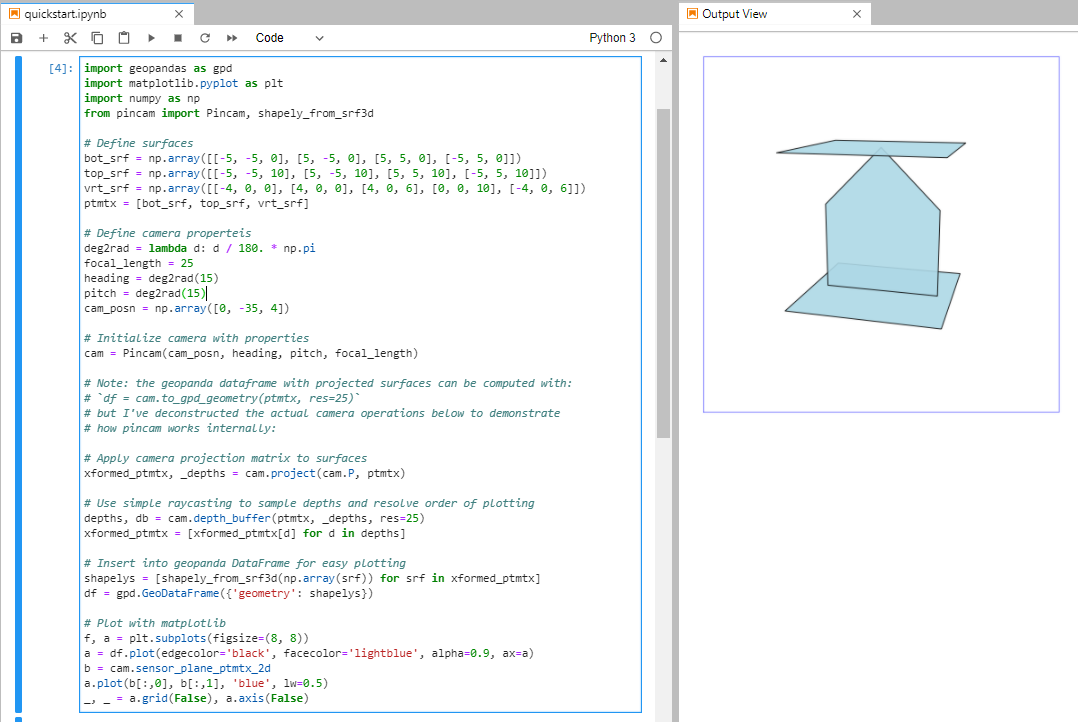 quickstart.ipynb
Output View
Code
Python 3
[4]:
import geopandas as gpd
import matplotlib.pyplot as plt
import numpy as np
from pincam import Pincam, shapely_from_srf3d
# Define surfaces
bot_srf = np.array([[-5, -5, 0], [5, -5, 0], [5, 5, 0], [-5, 5, 0]])
top_srf = np.array([[-5, -5, 10], [5, -5, 10], [5, 5, 10], [-5, 5, 10]])
vrt_srf = np.array([[-4, 0, 0], [4, 0, 0], [4, 0, 6], [0, 0, 10], [-4, 0, 6]])
ptmtx = [bot_srf, top_srf, vrt_srf]
# Define camera properteis
deg2rad = lambda d: d / 180. * np.pi
focal_length = 25
heading = deg2rad(15)
pitch = deg2rad(15)
cam_posn = np.array([0, -35, 4])
# Initialize camera with properties
cam = Pincam(cam_posn, heading, pitch, focal_length)
# Note: the geopanda dataframe with projected surfaces can be computed with:
# `df = cam.to_gpd_geometry(ptmtx, res=25)`
# but I've deconstructed the actual camera operations below to demonstrate
# how pincam works internally:
# Apply camera projection matrix to surfaces
xformed_ptmtx, _depths = cam.project(cam.P, ptmtx)
# Use simple raycasting to sample depths and resolve order of plotting
depths, db = cam.depth_buffer(ptmtx, _depths, res=25)
xformed_ptmtx = [xformed_ptmtx[d] for d in depths]
# Insert into geopanda DataFrame for easy plotting
shapelys = [shapely_from_srf3d(np.array(srf)) for srf in xformed_ptmtx]
df = gpd.GeoDataFrame({'geometry': shapelys})
# Plot with matplotlib
f, a = plt.subplots(figsize=(8, 8))
a = df.plot(edgecolor='black', facecolor='lightblue', alpha=0.9, ax=a)
b = cam.sensor_plane_ptmtx_2d
a.plot(b[:,0], b[:,1], 'blue', lw=0.5)
_, _ = a.grid(False), a.axis(False)